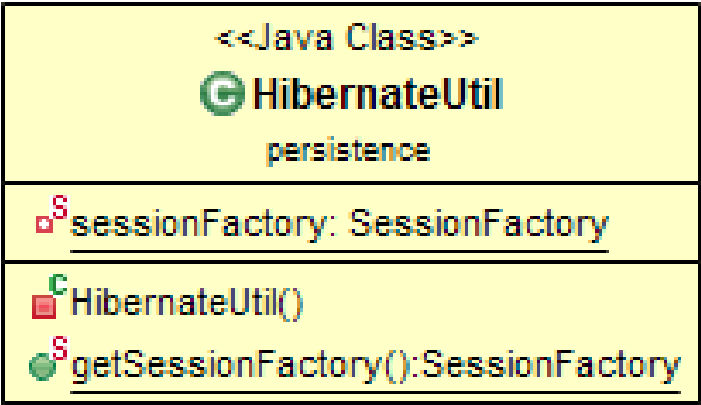 <<Java Class>>
C HibernateUtil
persistence
S sessionFactory: SessionFactory
C HibernateUtil()
S getSessionFactory():SessionFactory